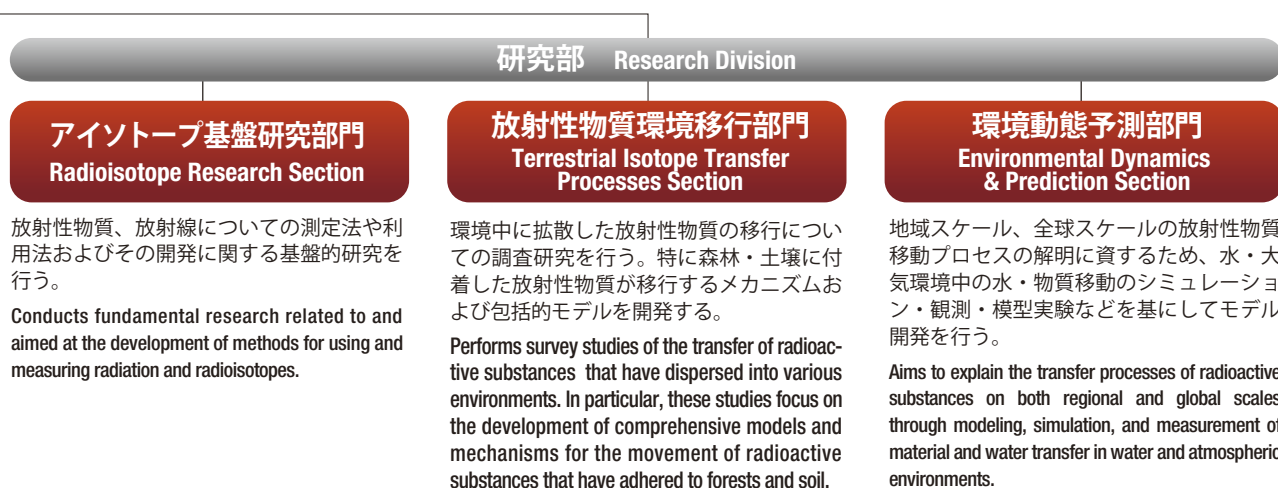 研究部 Research Division
アイソトープ基盤研究部門
Radioisotope Research Section
放射性物質、放射線についての測定法や利
用法およびその開発に関する基盤的研究を
行う。
Conducts fundamental research related to and
aimed at the development of methods for using and
measuring radiation and radioisotopes.
放射性物質環境移行部門
Terrestrial Isotope Transfer
Processes Section
環境中に拡散した放射性物質の移行につい
ての調査研究を行う。特に森林・土壌に付
着した放射性物質が移行するメカニズムお
よび包括的モデルを開発する。
Performs survey studies of the transfer of radioac-
tive substances that have dispersed into various
environments. In particular, these studies focus on
the development of comprehensive models and
mechanisms for the movement of radioactive
substances that have adhered to forests and soil.
環境動態予測部門
Environmental Dynamics
& Prediction Section
地域スケール、全球スケールの放射性物質
移動プロセスの解明に資するため、水・大
気環境中の水・物質移動のシミュレーショ
ン・観測・模型実験などを基にしてモデル
開発を行う。
Aims to explain the transfer processes of radioactive
substances on both regional and global scales
through modeling, simulation, and measurement of
material and water transfer in water and atmospheric
environments.